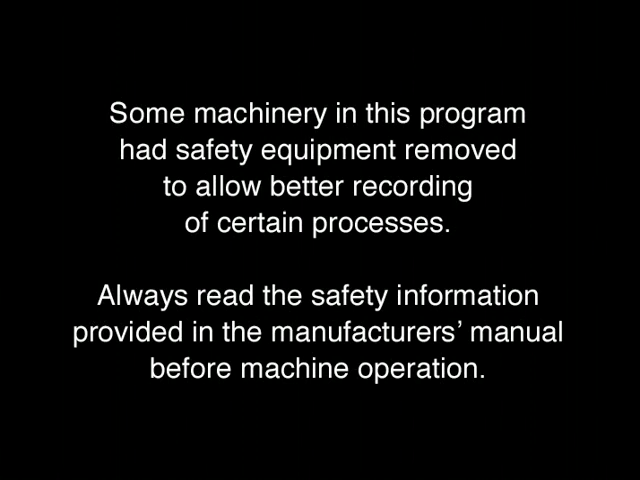 Some machinery in this program
had safety equipment removed
to allow better recording
of certain processes.
Always read the safety information
provided in the manufacturers’ manual
before machine operation.